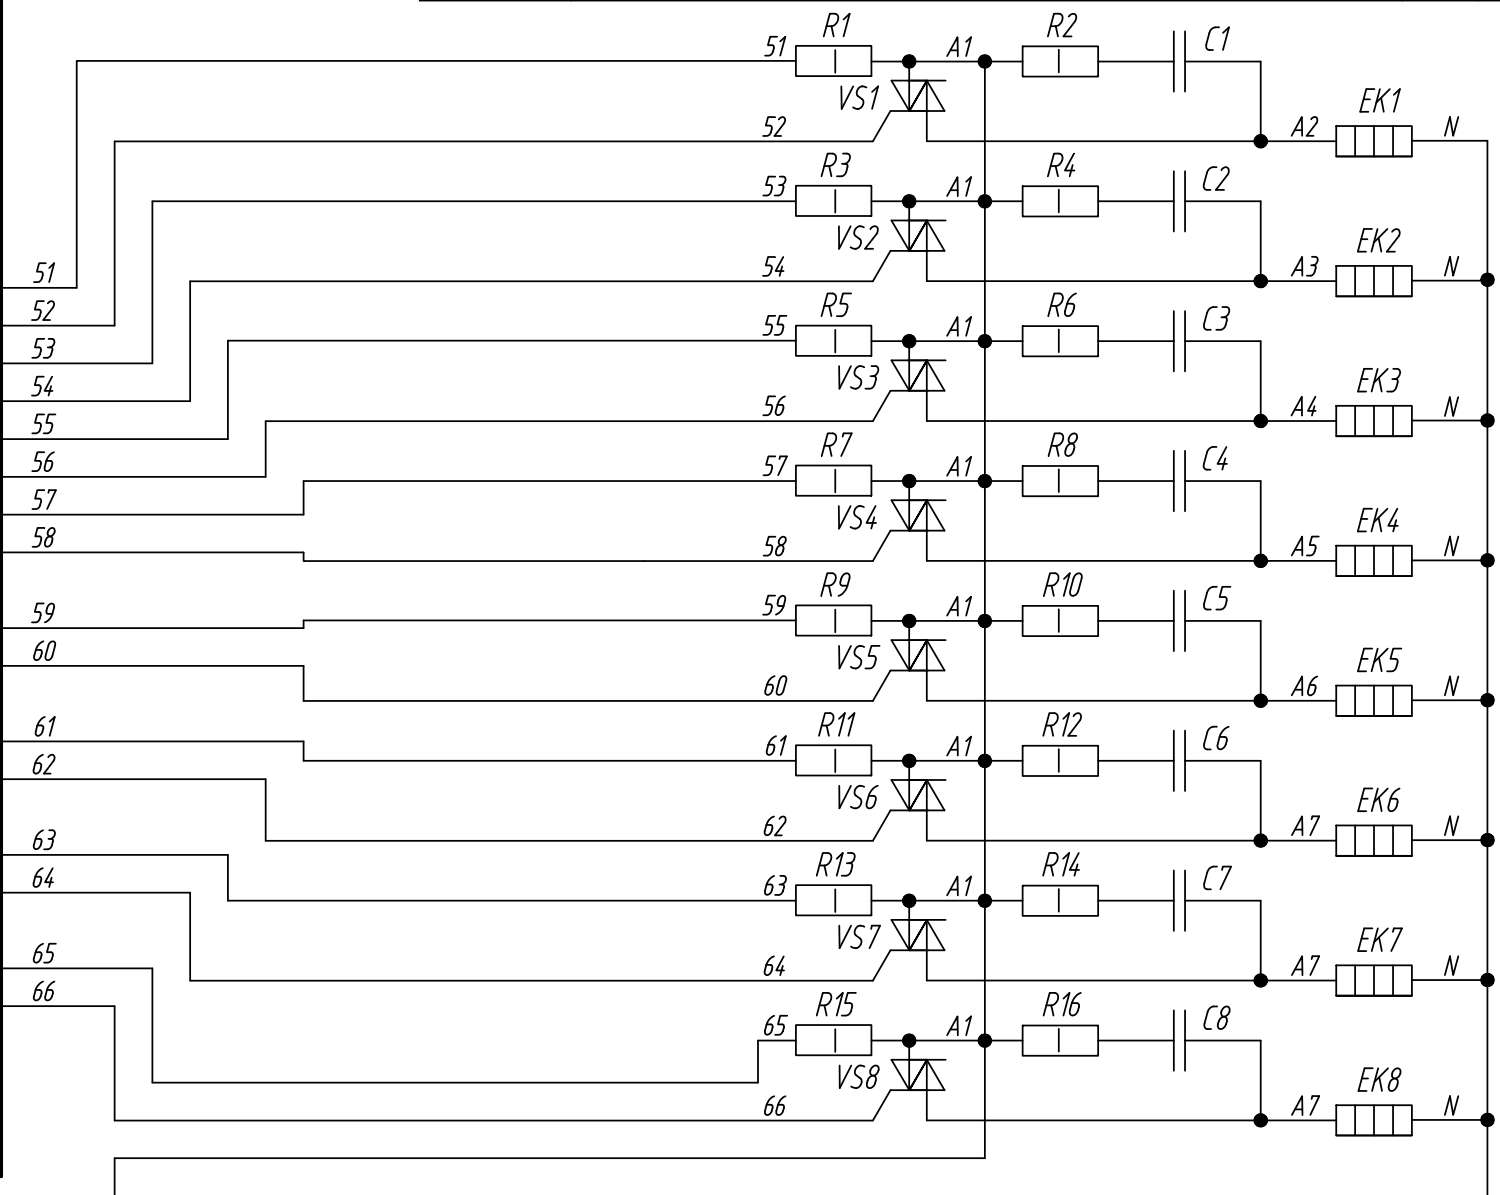 R1 R2 C1
51 A1
VS1 EK1
52 A2 N
R3 R4 C2
53 A1
VS2 EK2
51 54 A3 N
52 R5 R6 C3
55 A1
53 VS3 EK3
54 56 A4 N
55 R7 R8 C4
56 57 A1
57 VS4 EK4
58 58 A5 N
R9 R10 C5
59 59 A1
60 VS5 EK5
60 A6 N
61 R11 R12 C6
61 A1
62 VS6 EK6
63 62 A7 N
64 R13 R14 C7
63 A1
65 VS7 EK7
64 A7 N
66 R15 R16 C8
65 A1
VS8 EK8
66 A7 N